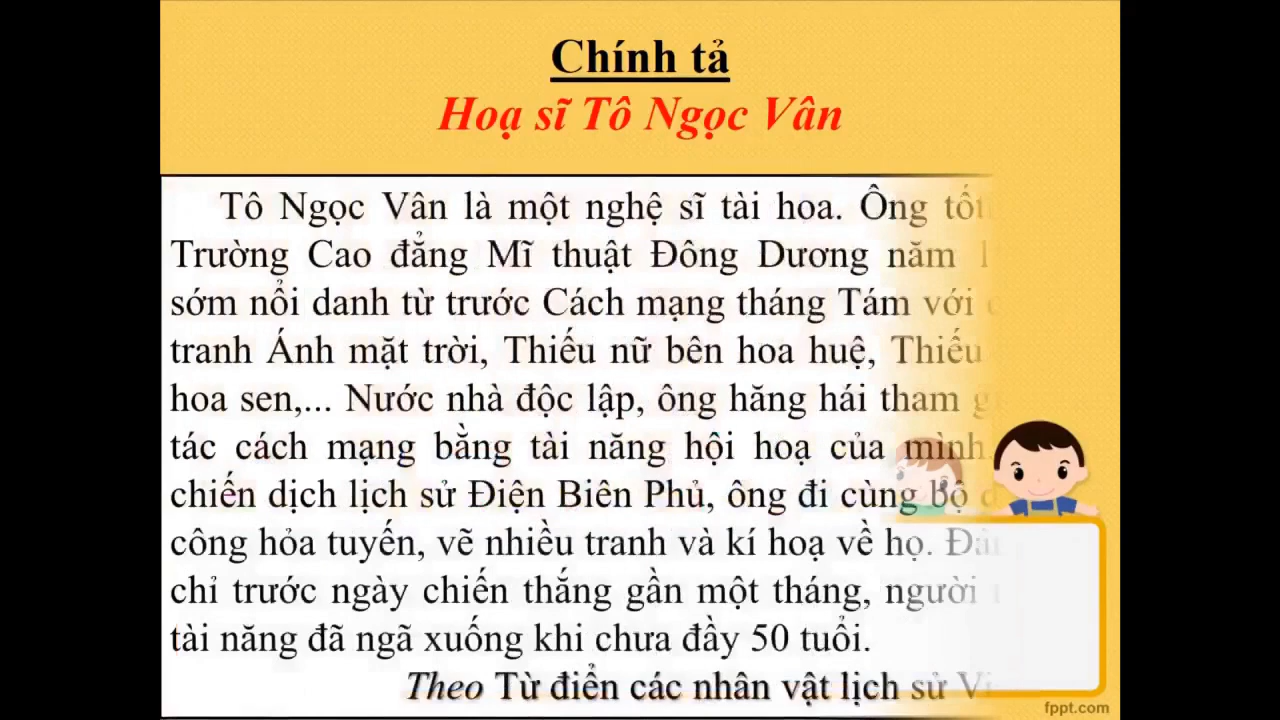 Chính tả
Hoạ sĩ Tô Ngọc Vân
Tô Ngọc Vân là một nghệ sĩ tài hoa. Ông
Trường Cao đẳng Mĩ thuật Đông Dương năm
sớm nổi danh từ trước Cách mạng tháng Tám với
tranh Ánh mặt trời, Thiếu nữ bên hoa huệ, Thiếu
hoa sen,... Nước nhà độc lập, ông hăng hái tham
tác cách mạng bằng tài năng hội hoạ của mình.
chiến dịch lịch sử Điện Biên Phủ, ông đi cùng bộ
công hỏa tuyến, vẽ nhiều tranh và kí hoạ về họ.
chỉ trước ngày chiến thắng gần một tháng, người
tài năng đã ngã xuống khi chưa đầy 50 tuổi.
Theo Từ điển các nhân vật lịch sử
fppt.com